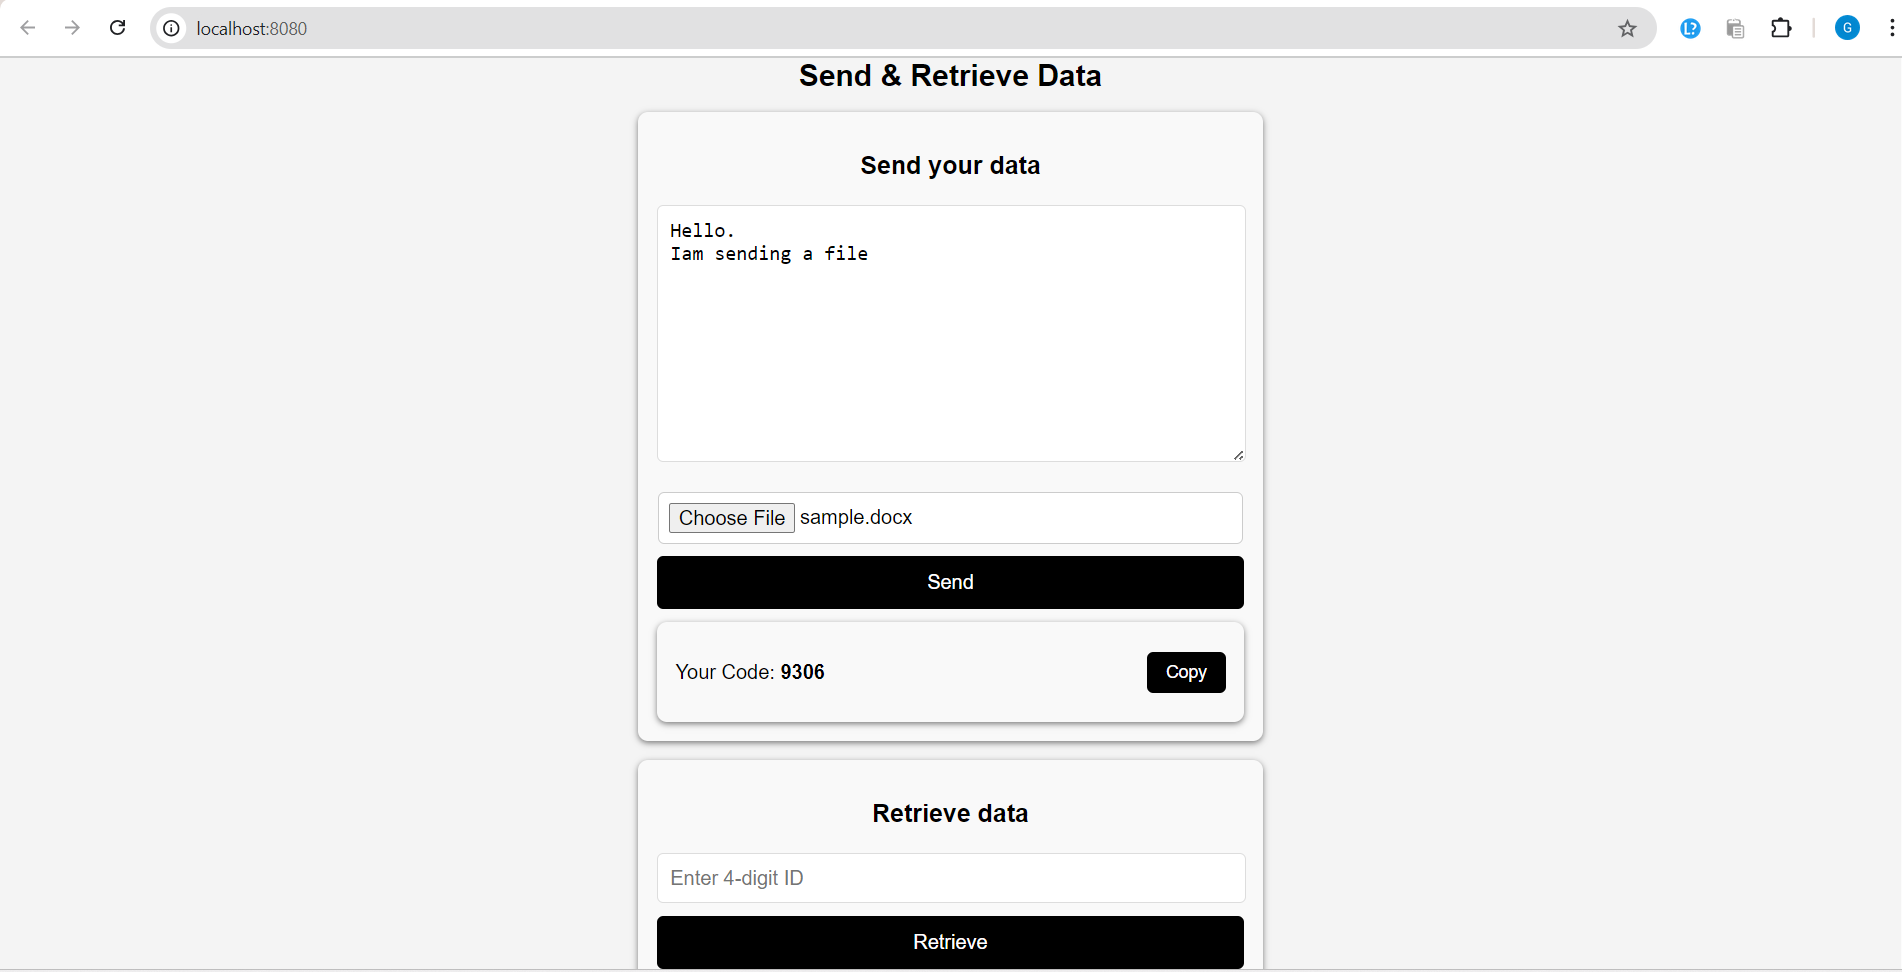 localhost:8080
G
Send & Retrieve Data
Send your data
Hello.
Iam sending a file
Choose File sample.docx
Send
Your Code: 9306 Copy
Retrieve data
Enter 4-digit ID
Retrieve